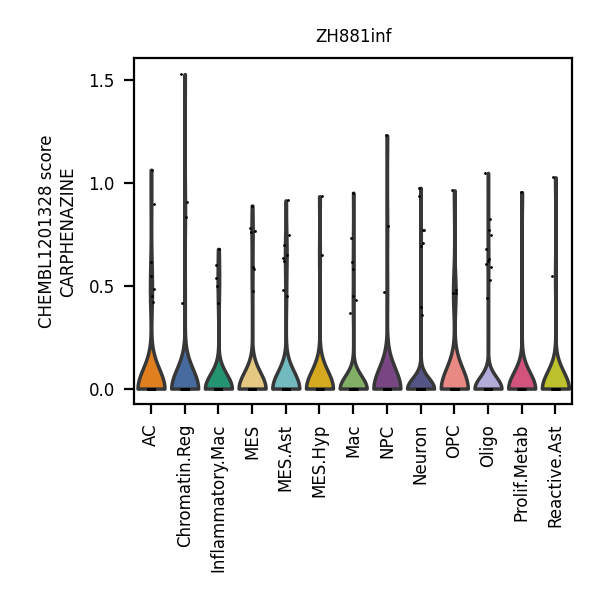 ZH881inf
CHEMBL1201328 score
CARPHENAZINE
1.5
1.0
0.5
0.0
AC
Chromatin.Reg
Inflammatory.Mac
MES
MES.Ast
MES.Hyp
Mac
NPC
Neuron
OPC
Oligo
Prolif.Metab
Reactive.Ast